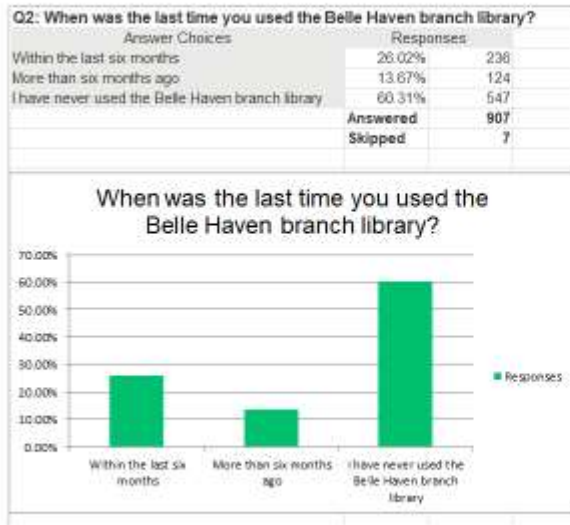 Q2: When was the last time you used the Belle Haven branch library?
Answer Choices Responses
Within the last six months 26.02% 236
More than six months ago 13.67% 124
I have never used the Belle Haven branch library 60.31% 547
Answered 907
Skipped 7
When was the last time you used the
Belle Haven branch library?
70.00%
60.00%
50.00%
40.00%
30.00%
20.00%
10.00%
0.00%
Within the last six
months
More than six months
ago
I have never used the
Belle Haven branch
library
Responses